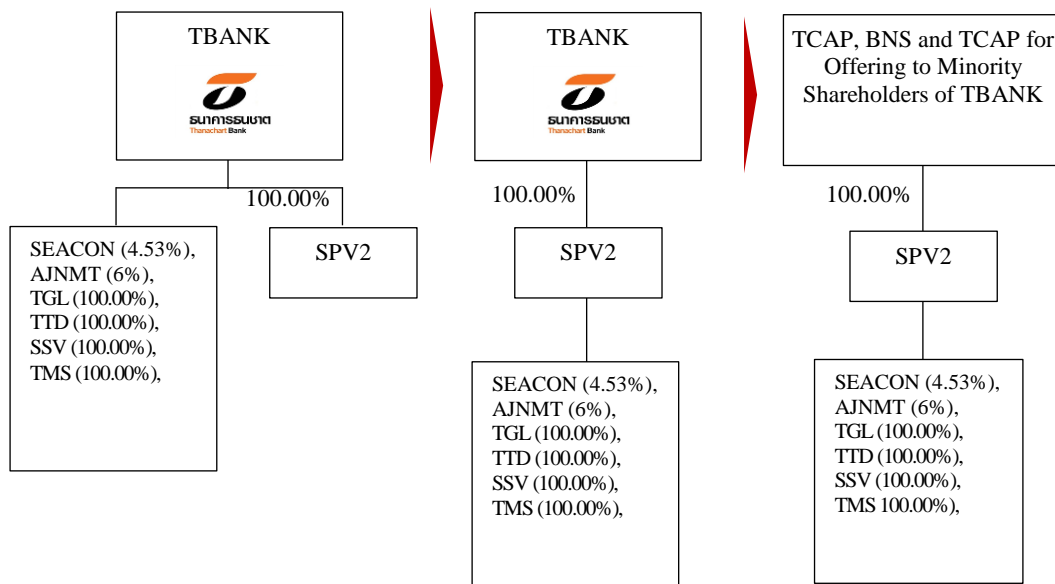 TBANK
ธนาคารธนชาต
Thanachart Bank
100.00%
SEACON (4.53%),
AJNMT (6%),
TGL (100.00%),
TTD (100.00%),
SSV (100.00%),
TMS (100.00%),
SPV2
TBANK
ธนาคารธนชาต
Thanachart Bank
100.00%
SPV2
SEACON (4.53%),
AJNMT (6%),
TGL (100.00%),
TTD (100.00%),
SSV (100.00%),
TMS (100.00%),
TCAP, BNS and TCAP for
Offering to Minority
Shareholders of TBANK
100.00%
SPV2
SEACON (4.53%),
AJNMT (6%),
TGL (100.00%),
TTD (100.00%),
SSV (100.00%),
TMS 100.00%),